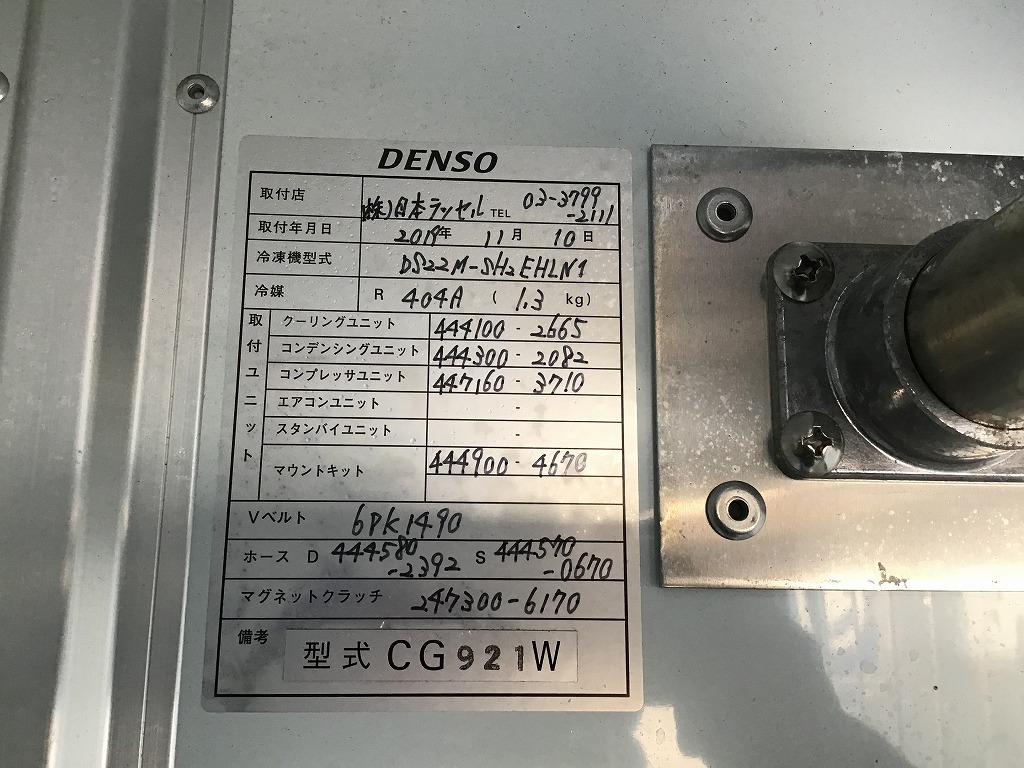 DENSO
取付店 (株)日本ラッセル TEL 03-3799-2111
取付年月日 2019年 11月 10日
冷凍機型式 DS22M-SH2EHLN1
冷媒 R 404A ( 1.3 kg)
取付ユニット
クーリングユニット 444100-2665
コンデンシングユニット 444300-2082
コンプレッサユニット 447160-3710
エアコンユニット -
スタンバイユニット -
マウントキット 444900-4670
Vベルト 6PK1490
ホース D 444580-2392 S 444570-0670
マグネットクラッチ 247300-6170
備考 型式 CG921W